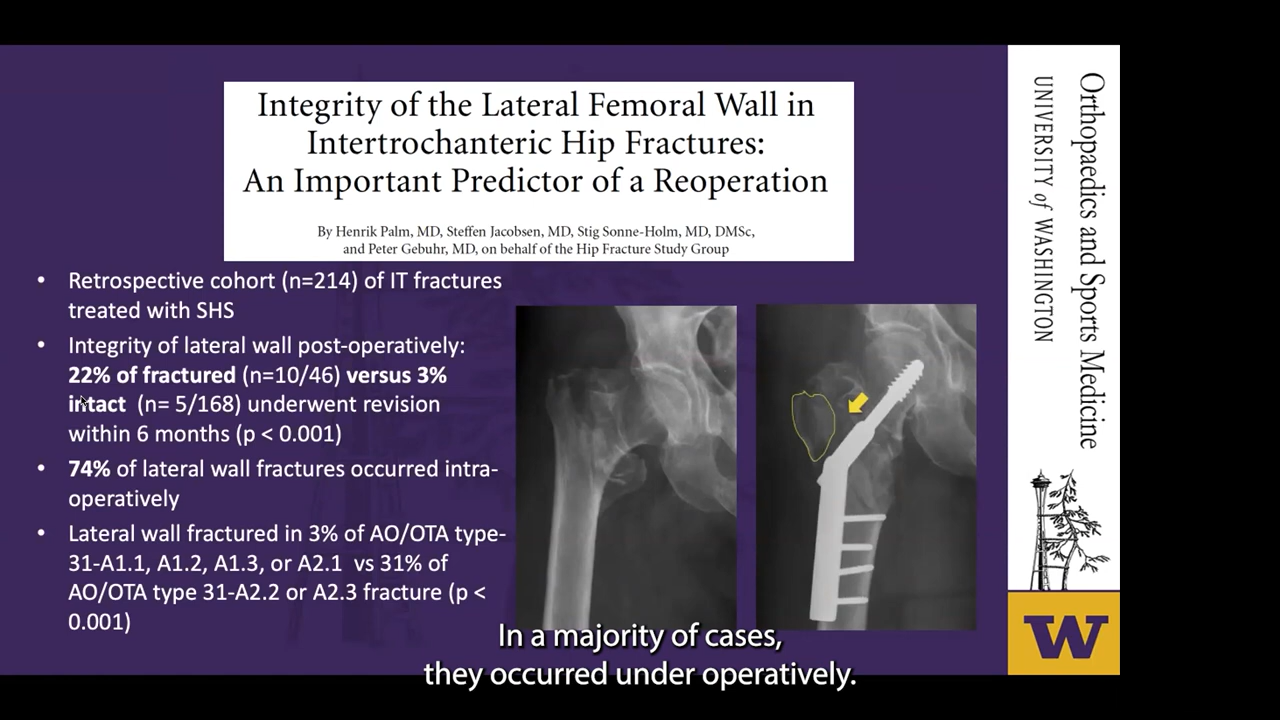 Integrity of the Lateral Femoral Wall in
Intertrochanteric Hip Fractures:
An Important Predictor of a Reoperation
By Henrik Palm, MD, Steffen Jacobsen, MD, Stig Sonne-Holm, MD, DMSc,
and Peter Gebuhr, MD, on behalf of the Hip Fracture Study Group
• Retrospective cohort (n=214) of IT fractures
treated with SHS
• Integrity of lateral wall post-operatively:
22% of fractured (n=10/46) versus 3%
intact (n= 5/168) underwent revision
within 6 months (p < 0.001)
• 74% of lateral wall fractures occurred intra-
operatively
• Lateral wall fractured in 3% of AO/OTA type-
31-A1.1, A1.2, A1.3, or A2.1 vs 31% of
AO/OTA type 31-A2.2 or A2.3 fracture (p <
0.001)
Orthopaedics and Sports Medicine
UNIVERSITY of WASHINGTON
W
In a majority of cases,
they occurred under operatively.